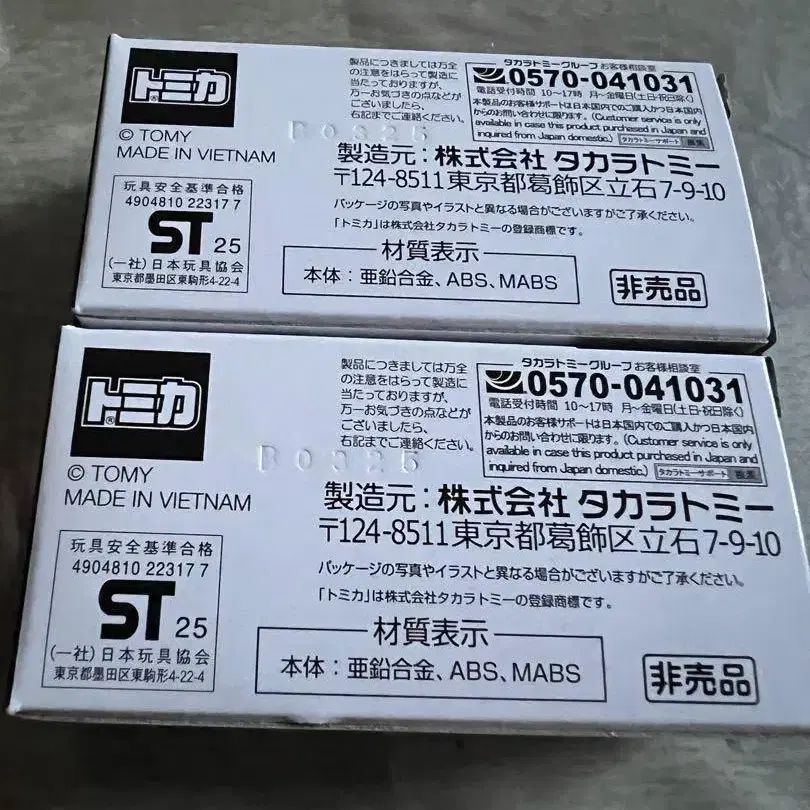 トミカ
®
© TOMY
MADE IN VIETNAM
製品につきましては万全
の注意をはらって製造に
当たっておりますが、
万一お気づきの点などが
ございましたら、
右記までご連絡ください。
タカラトミーグループ お客様相談室
0570-041031
電話受付時間 10〜17時 月〜金曜日(土日・祝日除く)
本製品のお客様サポートは日本国内でのご購入かつ日本国内
からのお問い合わせに限ります。(Customer service is only
available in case this product purchased in Japan and
inquired from Japan domestic.) タカラトミーサポート 検索
B0325
製造元:株式会社 タカラトミー
〒124-8511東京都葛飾区立石7-9-10
パッケージの写真やイラストと異なる場合がございますがご了承ください。
「トミカ」は株式会社タカラトミーの登録商標です。
玩具安全基準合格
4904810 22317 7
ST 25
(一社)日本玩具協会
東京都墨田区東駒形4-22-4
材質表示
本体:亜鉛合金、ABS、MABS
非売品
トミカ
®
© TOMY
MADE IN VIETNAM
製品につきましては万全
の注意をはらって製造に
当たっておりますが、
万一お気づきの点などが
ございましたら、
右記までご連絡ください。
タカラトミーグループ お客様相談室
0570-041031
電話受付時間 10〜17時 月〜金曜日(土日・祝日除く)
本製品のお客様サポートは日本国内でのご購入かつ日本国内
からのお問い合わせに限ります。(Customer service is only
available in case this product purchased in Japan and
inquired from Japan domestic.) タカラトミーサポート 検索
B0325
製造元:株式会社 タカラトミー
〒124-8511東京都葛飾区立石7-9-10
パッケージの写真やイラストと異なる場合がございますがご了承ください。
「トミカ」は株式会社タカラトミーの登録商標です。
玩具安全基準合格
4904810 22317 7
ST 25
(一社)日本玩具協会
東京都墨田区東駒形4-22-4
材質表示
本体:亜鉛合金、ABS、MABS
非売品